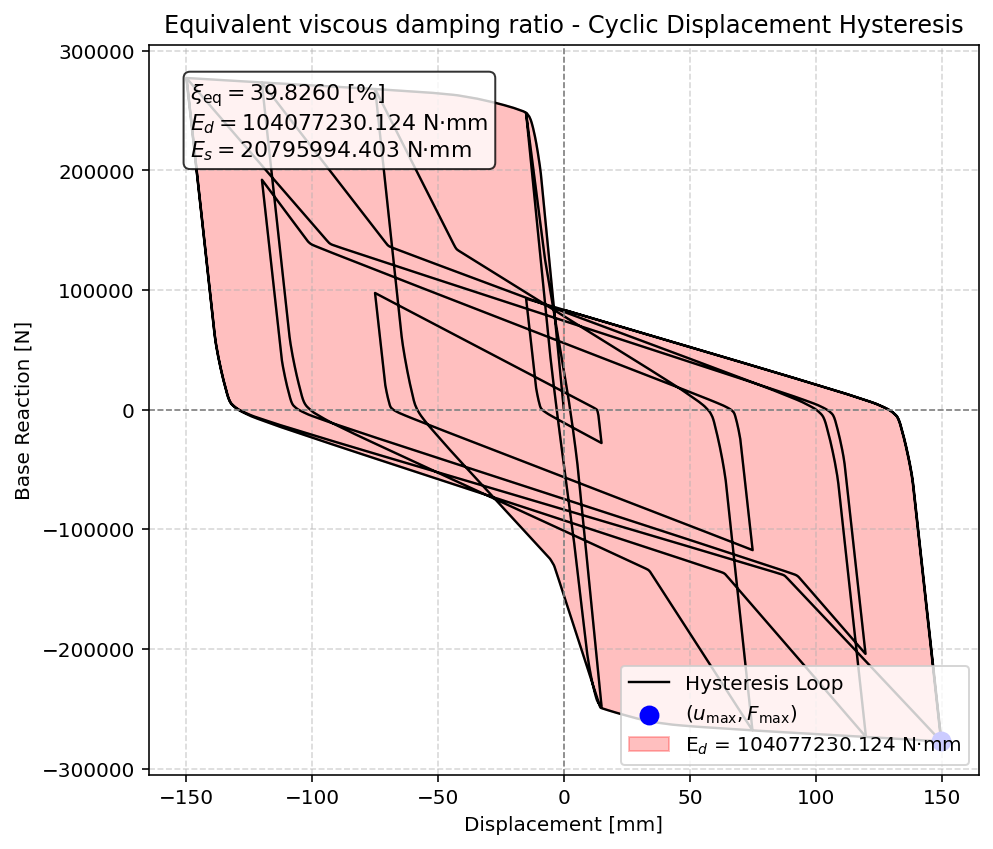 Equivalent viscous damping ratio - Cyclic Displacement Hysteresis
300000
200000
100000
0
−100000
−200000
−300000
Base Reaction [N]
ξeq = 39.8260 [%]
Ed = 104077230.124 N·mm
Es = 20795994.403 N·mm
Hysteresis Loop
(umax, Fmax)
Ed = 104077230.124 N·mm
−150
−100
−50
0
50
100
150
Displacement [mm]